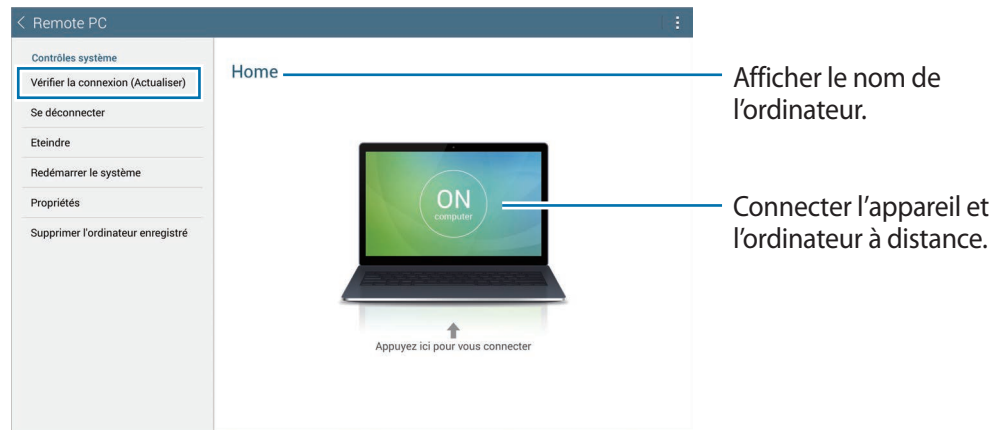 Remote PC
Contrôles système
Vérifier la connexion (Actualiser)
Se déconnecter
Eteindre
Redémarrer le système
Propriétés
Supprimer l'ordinateur enregistré
Home
ON
computer
Appuyez ici pour vous connecter
Afficher le nom de
l’ordinateur.
Connecter l’appareil et
l’ordinateur à distance.